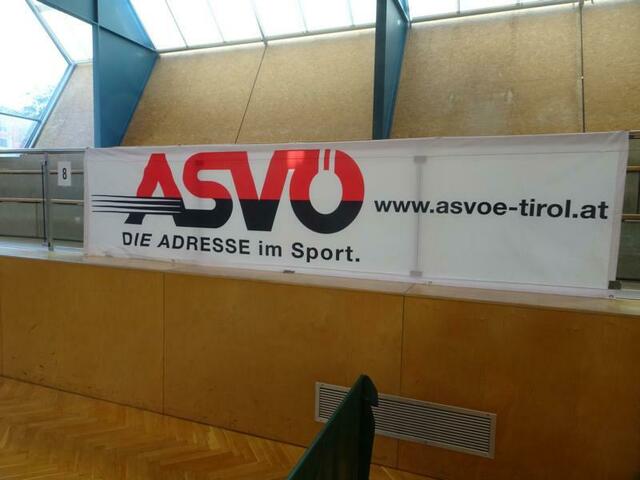 8
ASVÖ
www.asvoe-tirol.at
DIE ADRESSE im Sport.